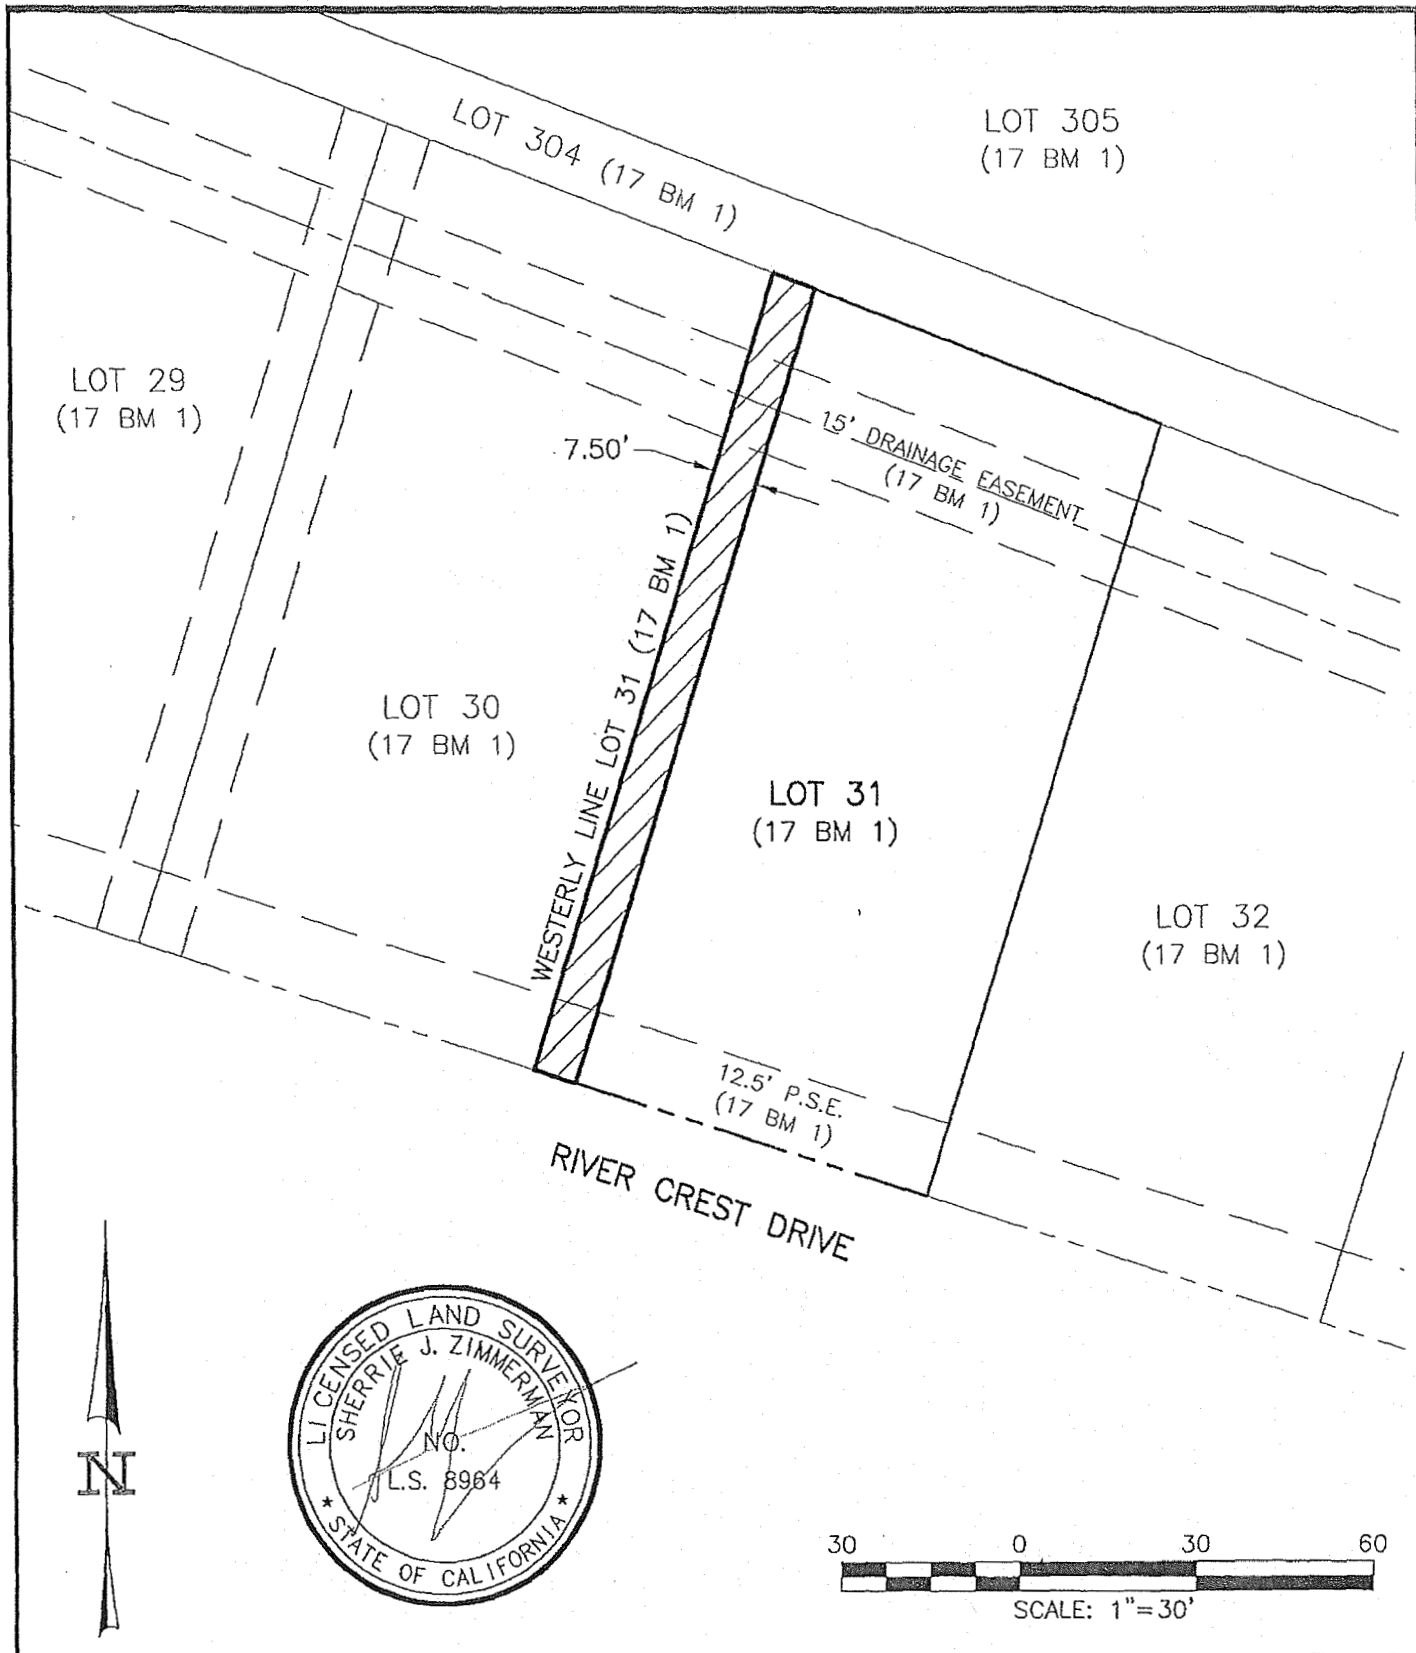 LOT 304 (17 BM 1)
LOT 305
(17 BM 1)
LOT 29
(17 BM 1)
7.50'
15' DRAINAGE EASEMENT
(17 BM 1)
WESTERLY LINE LOT 31 (17 BM 1)
LOT 30
(17 BM 1)
LOT 31
(17 BM 1)
LOT 32
(17 BM 1)
12.5' P.S.E.
(17 BM 1)
RIVER CREST DRIVE
N
LICENSED LAND SURVEYOR
SHERRIE J. ZIMMERMAN
NO.
L.S. 8964
★ STATE OF CALIFORNIA ★
30 0 30 60
SCALE: 1"=30'